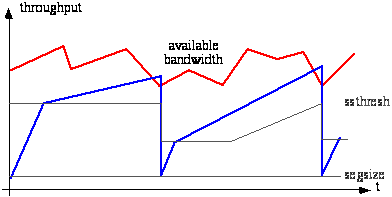 throughput
available
bandwidth
ssthresh
segsize
t